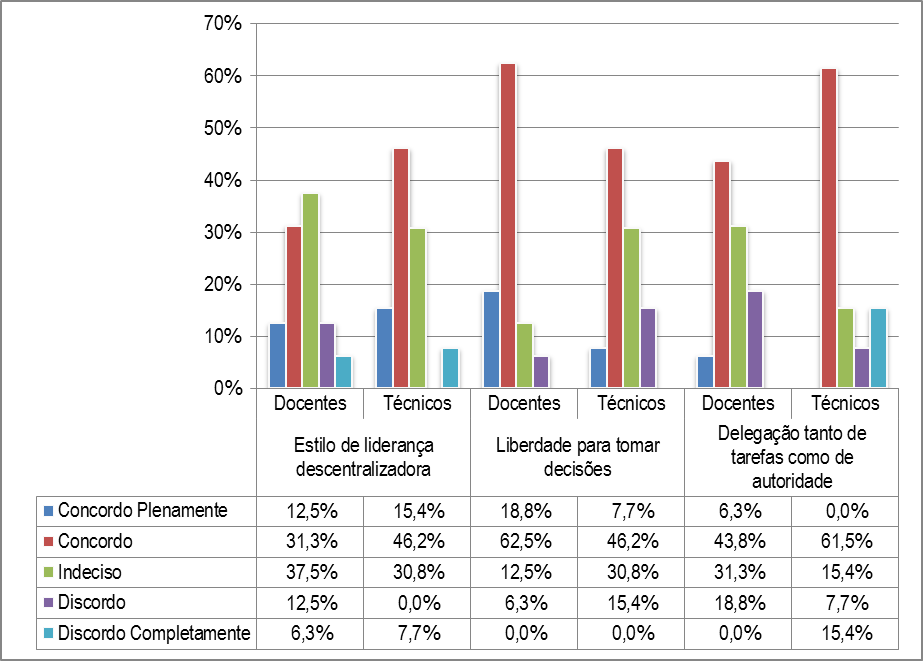 70%
60%
50%
40%
30%
20%
10%
0%
Docentes Técnicos Docentes Técnicos Docentes Técnicos
Estilo de liderança
descentralizadora
Liberdade para tomar
decisões
Delegação tanto de
tarefas como de
autoridade
Concordo Plenamente 12,5% 15,4% 18,8% 7,7% 6,3% 0,0%
Concordo 31,3% 46,2% 62,5% 46,2% 43,8% 61,5%
Indeciso 37,5% 30,8% 12,5% 30,8% 31,3% 15,4%
Discordo 12,5% 0,0% 6,3% 15,4% 18,8% 7,7%
Discordo Completamente 6,3% 7,7% 0,0% 0,0% 0,0% 15,4%